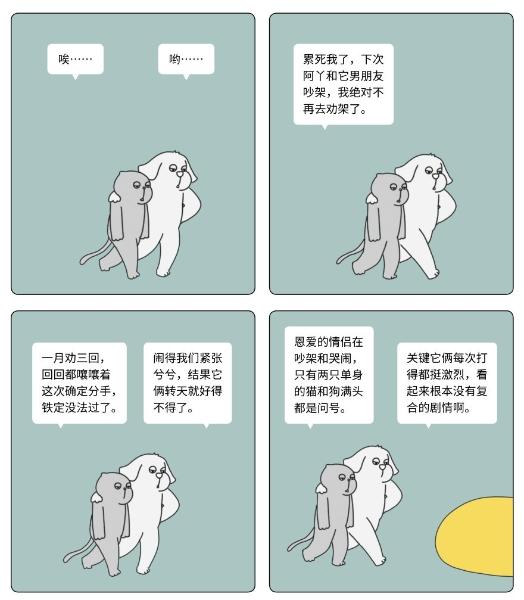 唉……
哟……
累死我了，下次
阿丫和它男朋友
吵架，我绝对不
再去劝架了。
一月劝三回，
回回都嚷嚷着
这次确定分手，
铁定没法过了。
闹得我们紧张
兮兮，结果它
俩转天就好得
不得了。
恩爱的情侣在
吵架和哭闹，
只有两只单身
的猫和狗满头
都是问号。
关键它俩每次打
得都挺激烈，看
起来根本没有复
合的剧情啊。